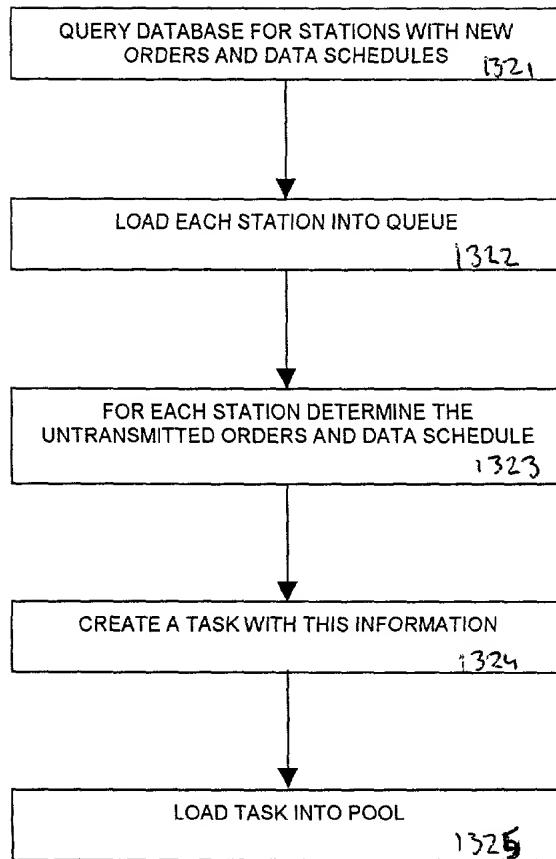 QUERY DATABASE FOR STATIONS WITH NEW
ORDERS AND DATA SCHEDULES
1321
LOAD EACH STATION INTO QUEUE
1322
FOR EACH STATION DETERMINE THE
UNTRANSMITTED ORDERS AND DATA SCHEDULE
1323
CREATE A TASK WITH THIS INFORMATION
1324
LOAD TASK INTO POOL
1325